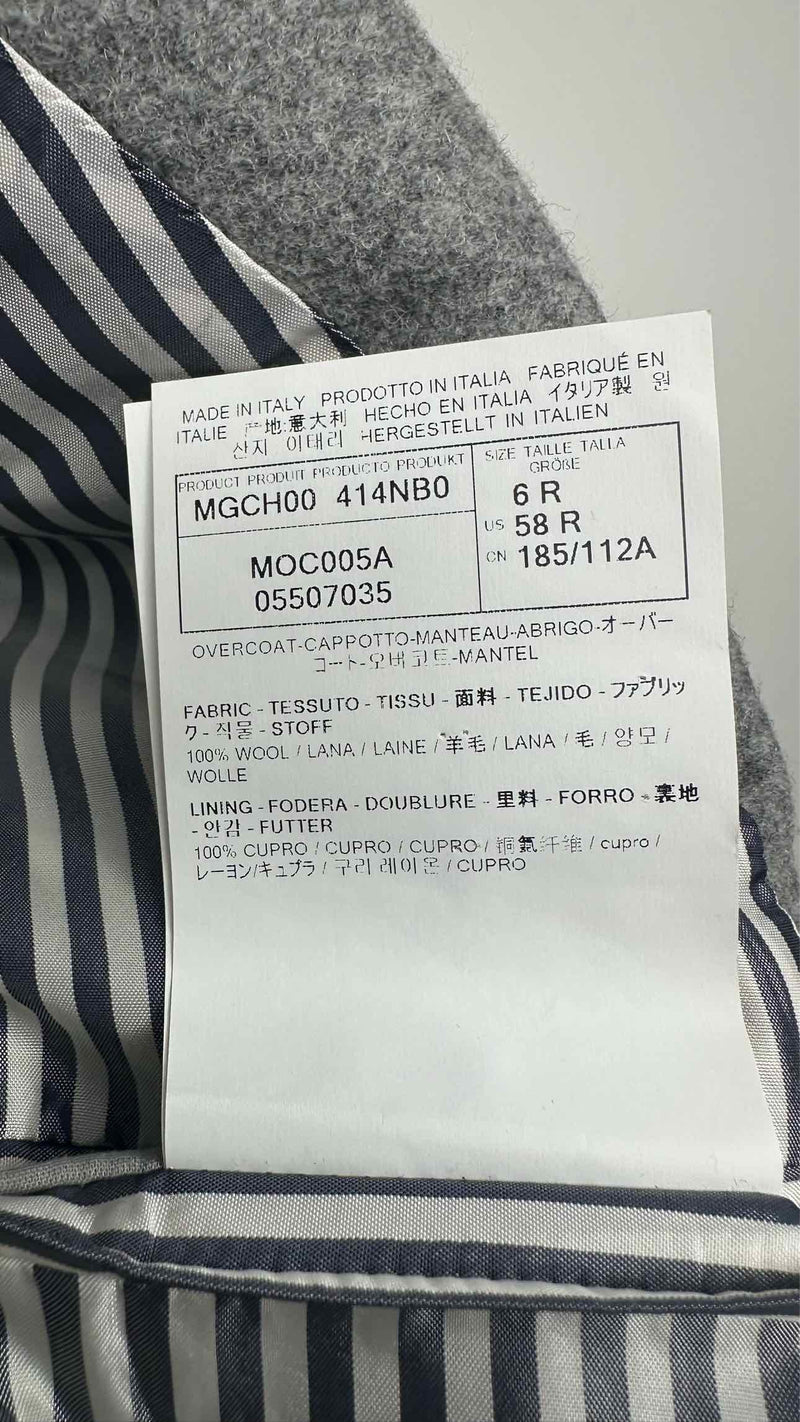 MADE IN ITALY PRODOTTO IN ITALIA FABRIQUÉ EN
ITALIE 产地:意大利 HECHO EN ITALIA イタリア製 원
산지 이태리 HERGESTELLT IN ITALIEN
PRODUCT PRODUIT PRODUCTO PRODUKT
MGCH00 414NB0
MOC005A
05507035
SIZE TAILLE TALLA
GRÖßE
6 R
US 58 R
CN 185/112A
OVERCOAT-CAPPOTTO-MANTEAU-ABRIGO-オーバー
コート-오버코트-MANTEL
FABRIC - TESSUTO - TISSU - 面料 - TEJIDO - ファブリッ
ク - 직물 - STOFF
100% WOOL / LANA / LAINE / 羊毛 / LANA / 毛 / 양모 /
WOLLE
LINING - FODERA - DOUBLURE - 里料 - FORRO - 裏地
- 안감 - FUTTER
100% CUPRO / CUPRO / CUPRO / 铜氨纤维 / cupro /
レーヨン/キュプラ / 구리 레이온 / CUPRO